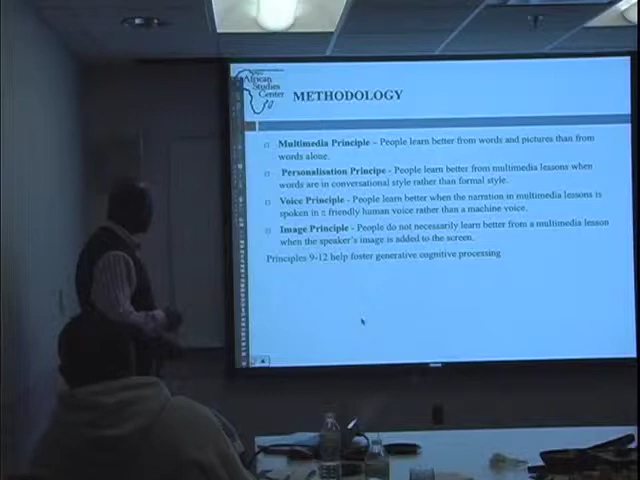 African
Studies
Center
METHODOLOGY
Multimedia Principle – People learn better from words and pictures than from
words alone.
Personalisation Principe - People learn better from multimedia lessons when
words are in conversational style rather than formal style.
Voice Principle - People learn better when the narration in multimedia lessons is
spoken in a friendly human voice rather than a machine voice.
Image Principle - People do not necessarily learn better from a multimedia lesson
when the speaker's image is added to the screen.
Principles 9-12 help foster generative cognitive processing